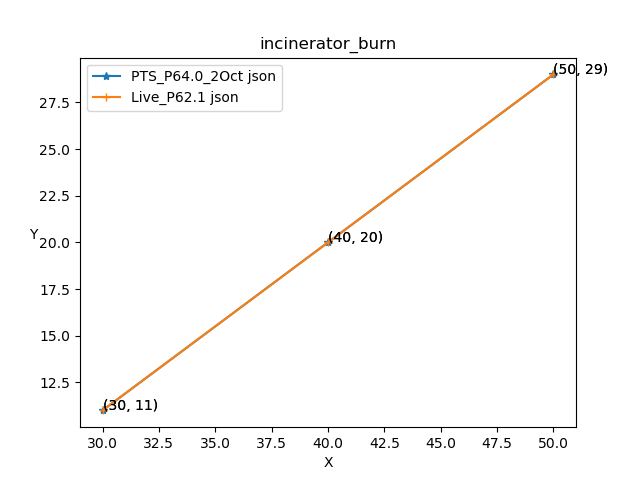 incinerator_burn
PTS_P64.0_2Oct json
Live_P62.1 json
(50, 29)
(40, 20)
(30, 11)
Y
27.5
25.0
22.5
20.0
17.5
15.0
12.5
30.0 32.5 35.0 37.5 40.0 42.5 45.0 47.5 50.0
X